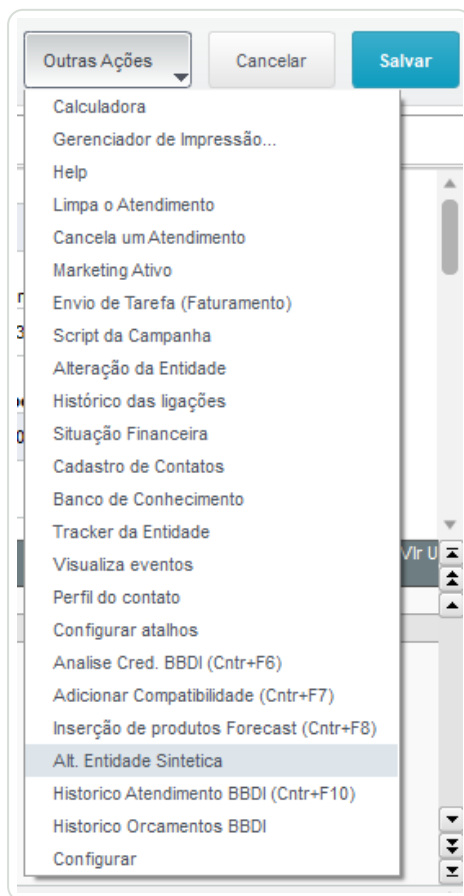 Outras Ações
Cancelar
Salvar
Calculadora
Gerenciador de Impressão...
Help
Limpa o Atendimento
Cancela um Atendimento
Marketing Ativo
Envio de Tarefa (Faturamento)
Script da Campanha
Alteração da Entidade
Histórico das ligações
Situação Financeira
Cadastro de Contatos
Banco de Conhecimento
Tracker da Entidade
Vlr U
Visualiza eventos
Perfil do contato
Configurar atalhos
Analise Cred. BBDI (Cntr+F6)
Adicionar Compatibilidade (Cntr+F7)
Inserção de produtos Forecast (Cntr+F8)
Alt. Entidade Sintetica
Historico Atendimento BBDI (Cntr+F10)
Historico Orcamentos BBDI
Configurar